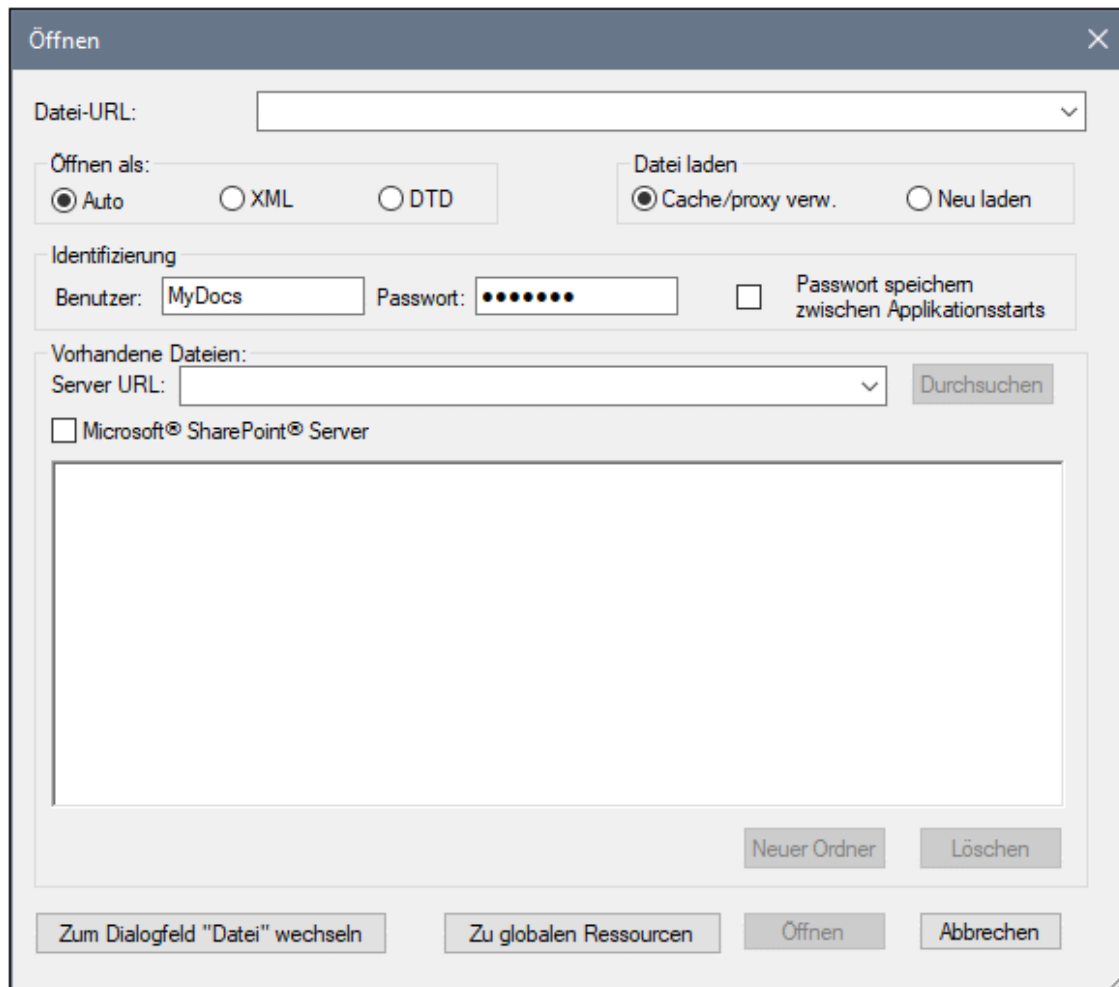 Öffnen
Datei-URL:
Öffnen als:
Datei laden
Auto XML DTD Cache/proxy verw. Neu laden
Identifizierung
Benutzer: MyDocs Passwort: ●●●●●●● Passwort speichern
zwischen Applikationsstarts
Vorhandene Dateien:
Server URL: Durchsuchen
Microsoft® SharePoint® Server
Neuer Ordner Löschen
Zum Dialogfeld "Datei" wechseln Zu globalen Ressourcen Öffnen Abbrechen